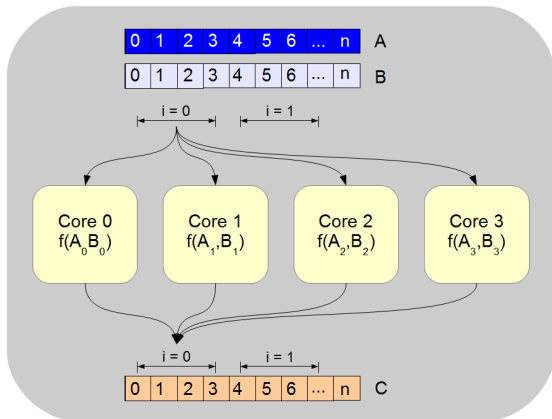 0 1 2 3 4 5 6 ... n A
0 1 2 3 4 5 6 ... n B
i = 0 i = 1
Core 0 Core 1 Core 2 Core 3
f(A₀B₀) f(A₁,B₁) f(A₂,B₂) f(A₃,B₃)
i = 0 i = 1
0 1 2 3 4 5 6 ... n C